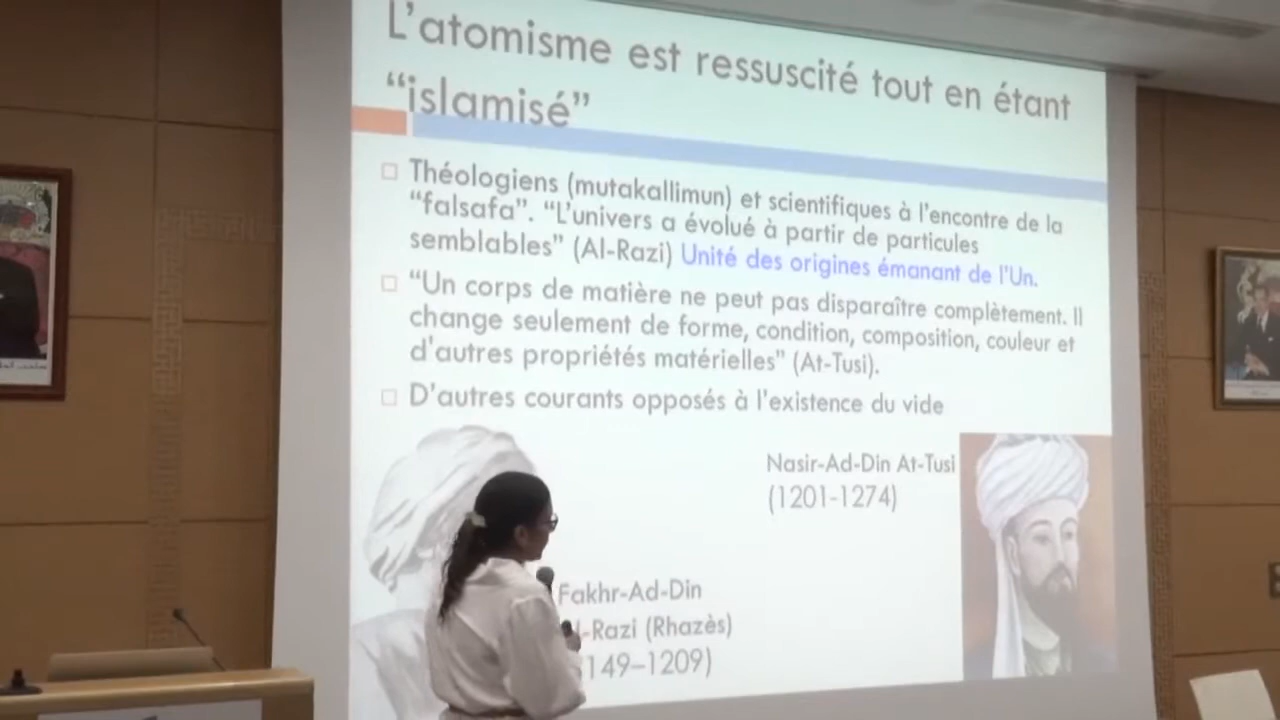 L'atomisme est ressuscité tout en étant
“islamisé”
Théologiens (mutakallimun) et scientifiques à l'encontre de la
“falsafa”. “L'univers a évolué à partir de particules
semblables” (Al-Razi) Unité des origines émanant de l'Un.
“Un corps de matière ne peut pas disparaître complètement. Il
change seulement de forme, condition, composition, couleur et
d'autres propriétés matérielles” (At-Tusi).
D'autres courants opposés à l'existence du vide
Nasir-Ad-Din At-Tusi
(1201-1274)
Fakhr-Ad-Din
-Razi (Rhazès)
149–1209)